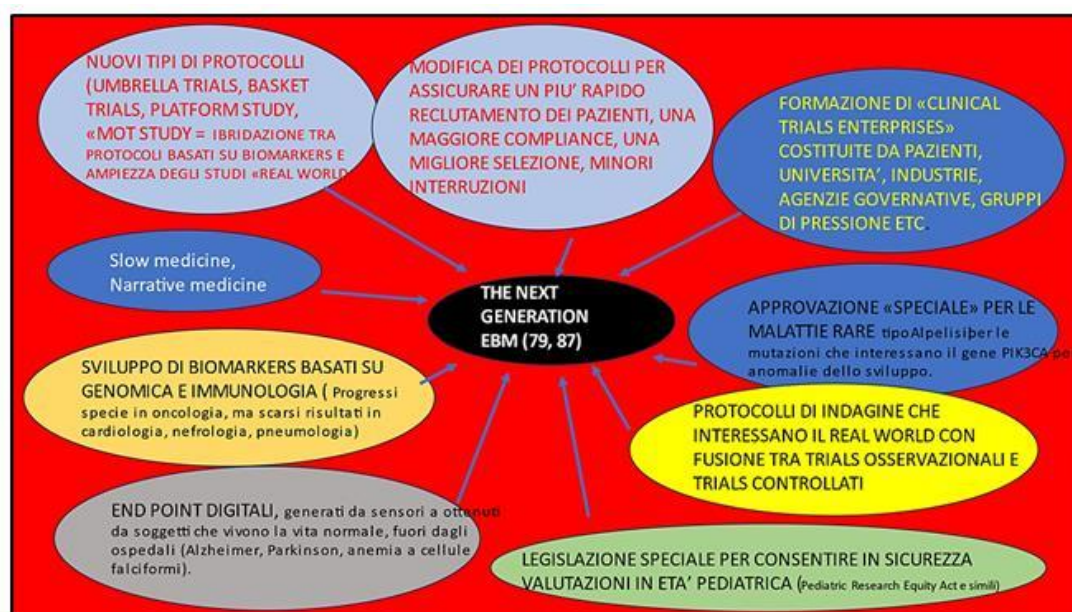 NUOVI TIPI DI PROTOCOLLI
(UMBRELLA TRIALS, BASKET
TRIALS, PLATFORM STUDY,
«MOT STUDY = IBRIDAZIONE TRA
PROTOCOLI BASATI SU BIOMARKERS E
AMPIEZZA DEGLI STUDI «REAL WORLD
MODIFICA DEI PROTOCOLLI PER
ASSICURARE UN PIU' RAPIDO
RECLUTAMENTO DEI PAZIENTI, UNA
MAGGIORE COMPLIANCE, UNA
MIGLIORE SELEZIONE, MINORI
INTERRUZIONI
FORMAZIONE DI «CLINICAL
TRIALS ENTERPRISES»
COSTITUITE DA PAZIENTI,
UNIVERSITA', INDUSTRIE,
AGENZIE GOVERNATIVE, GRUPPI
DI PRESSIONE ETC.
Slow medicine,
Narrative medicine
THE NEXT
GENERATION
EBM (79, 87)
APPROVAZIONE «SPECIALE» PER LE
MALATTIE RARE tipo Alpelisib per le
mutazioni che interessano il gene PIK3CA pe
anomalie dello sviluppo.
SVILUPPO DI BIOMARKERS BASATI SU
GENOMICA E IMMUNOLOGIA ( Progressi
specie in oncologia, ma scarsi risultati in
cardiologia, nefrologia, pneumologia)
PROTOCOLLI DI INDAGINE CHE
INTERESSANO IL REAL WORLD CON
FUSIONE TRA TRIALS OSSERVAZIONALI E
TRIALS CONTROLLATI
END POINT DIGITALI, generati da sensori a ottenuti
da soggetti che vivono la vita normale, fuori dagli
ospedali (Alzheimer, Parkinson, anemia a cellule
falciformi).
LEGISLAZIONE SPECIALE PER CONSENTIRE IN SICUREZZA
VALUTAZIONI IN ETA' PEDIATRICA (Pediatric Research Equity Act e simili)